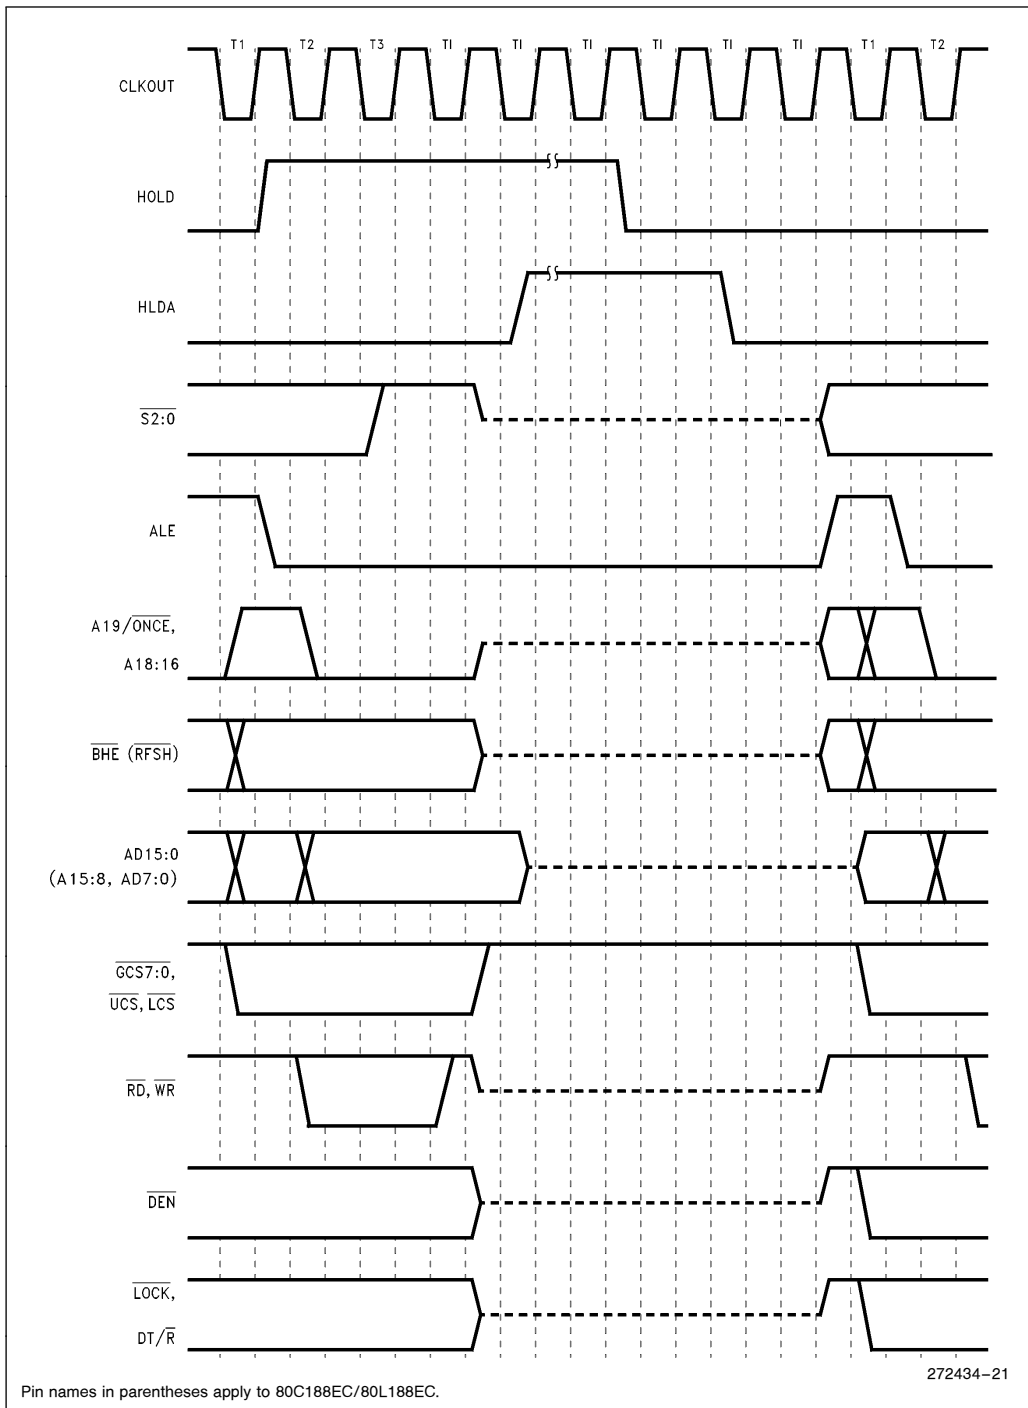 T1 T2 T3 TI TI TI TI TI TI T1 T2
CLKOUT
HOLD
HLDA
S2:0
ALE
A19/ONCE,
A18:16
BHE (RFSH)
AD15:0
(A15:8, AD7:0)
GCS7:0,
UCS, LCS
RD, WR
DEN
LOCK,
DT/R
272434–21
Pin names in parentheses apply to 80C188EC/80L188EC.